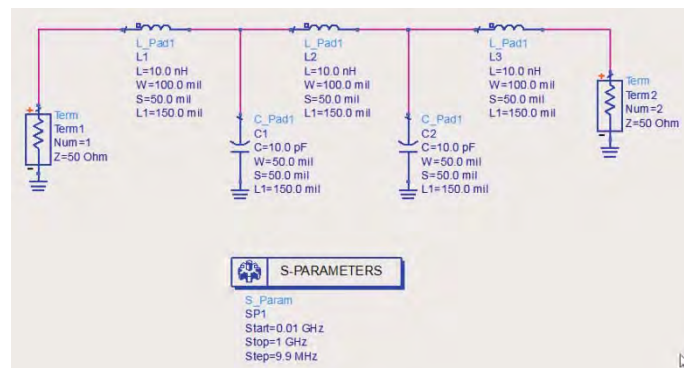 L_Pad1
L1
L=10.0 nH
W=100.0 mil
S=50.0 mil
L1=150.0 mil
L_Pad1
L2
L=10.0 nH
W=100.0 mil
S=50.0 mil
L1=150.0 mil
L_Pad1
L3
L=10.0 nH
W=100.0 mil
S=50.0 mil
L1=150.0 mil
Term
Term1
Num=1
Z=50 Ohm
C_Pad1
C1
C=10.0 pF
W=50.0 mil
S=50.0 mil
L1=150.0 mil
C_Pad1
C2
C=10.0 pF
W=50.0 mil
S=50.0 mil
L1=150.0 mil
Term
Term2
Num=2
Z=50 Ohm
S-PARAMETERS
S_Param
SP1
Start=0.01 GHz
Stop=1 GHz
Step=9.9 MHz